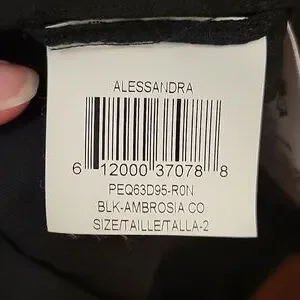 ALESSANDRA
6 12000 37078 8
PEQ63D95-R0N
BLK-AMBROSIA CO
SIZE/TAILLE/TALLA-2